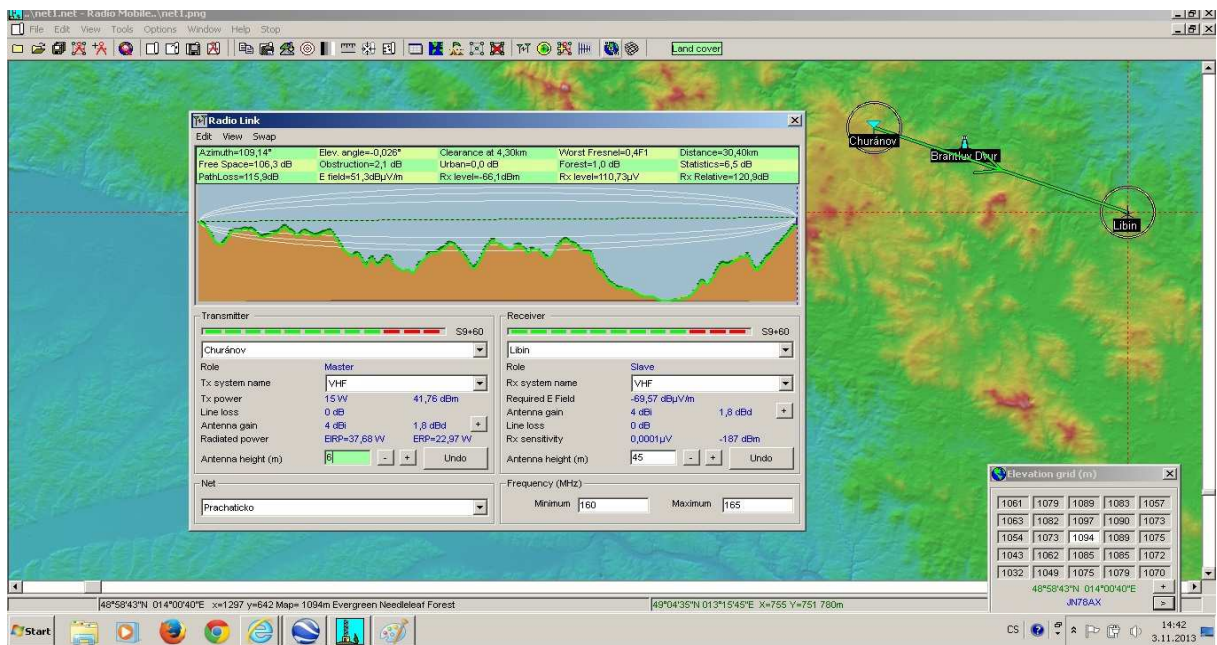 ..\net1.net - Radio Mobile..\net1.png
File Edit View Tools Options Window Help Stop
Land cover
Radio Link
Edit View Swap
Azimuth=109,14° Elev. angle=-0,026° Clearance at 4,30km Worst Fresnel=0,4F1 Distance=30,40km
Free Space=106,3 dB Obstruction=2,1 dB Urban=0,0 dB Forest=1,0 dB Statistics=6,5 dB
PathLoss=115,9dB E field=51,3dBµV/m Rx level=-66,1dBm Rx level=110,73µV Rx Relative=120,9dB
Churánov
Brantluv Dvur
Libin
Transmitter
S9+60
Churánov
Role Master
Tx system name VHF
Tx power 15 W 41,76 dBm
Line loss 0 dB
Antenna gain 4 dBi 1,8 dBd +
Radiated power EIRP=37,68 W ERP=22,97 W
Antenna height (m) 6 - + Undo
Net
Prachaticko
Receiver
S9+60
Libin
Role Slave
Rx system name VHF
Required E Field -69,57 dBµV/m
Antenna gain 4 dBi 1,8 dBd +
Line loss 0 dB
Rx sensitivity 0,0001µV -187 dBm
Antenna height (m) 45 - + Undo
Frequency (MHz)
Minimum 160 Maximum 165
Elevation grid (m)
1061 1079 1089 1083 1057
1063 1082 1097 1090 1073
1054 1073 1094 1089 1075
1043 1062 1085 1085 1072
1032 1049 1075 1079 1070
48°58'43"N 014°00'40"E +
JN78AX >
48°58'43"N 014°00'40"E x=1297 y=642 Map= 1094m Evergreen Needleleaf Forest
49°04'35"N 013°15'45"E X=755 Y=751 780m
Start
CS
14:42
3.11.2013